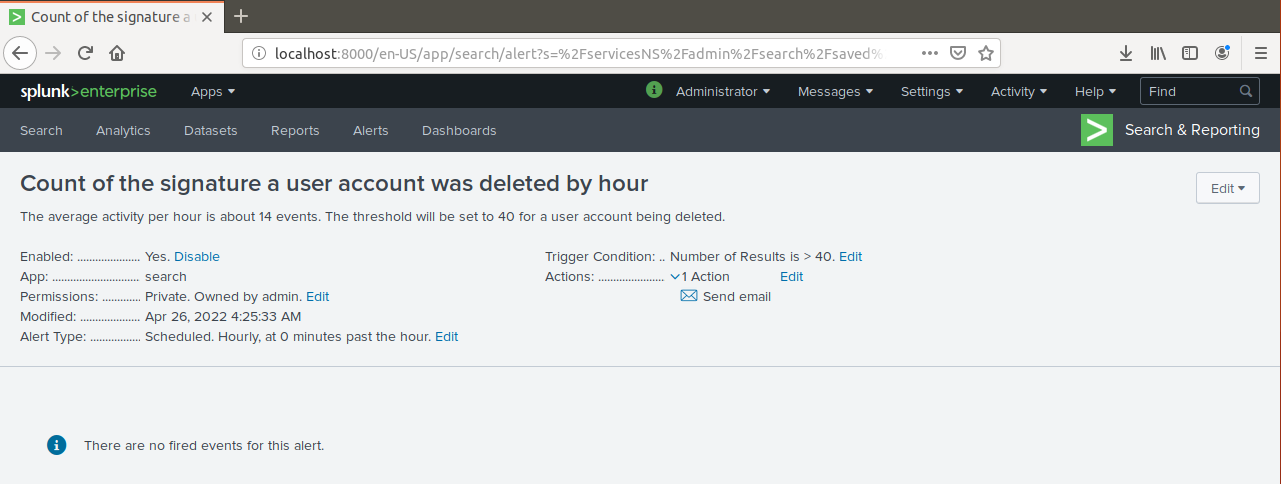 Count of the signature a
localhost:8000/en-US/app/search/alert?s=%2FservicesNS%2Fadmin%2Fsearch%2Fsaved%
splunk>enterprise Apps Administrator Messages Settings Activity Help Find
Search Analytics Datasets Reports Alerts Dashboards Search & Reporting
Count of the signature a user account was deleted by hour
Edit
The average activity per hour is about 14 events. The threshold will be set to 40 for a user account being deleted.
Enabled: ..................... Yes. Disable
App: ............................. search
Permissions: ............. Private. Owned by admin. Edit
Modified: .................... Apr 26, 2022 4:25:33 AM
Alert Type: ................. Scheduled. Hourly, at 0 minutes past the hour. Edit
Trigger Condition: .. Number of Results is > 40. Edit
Actions: ...................... 1 Action Edit
Send email
There are no fired events for this alert.